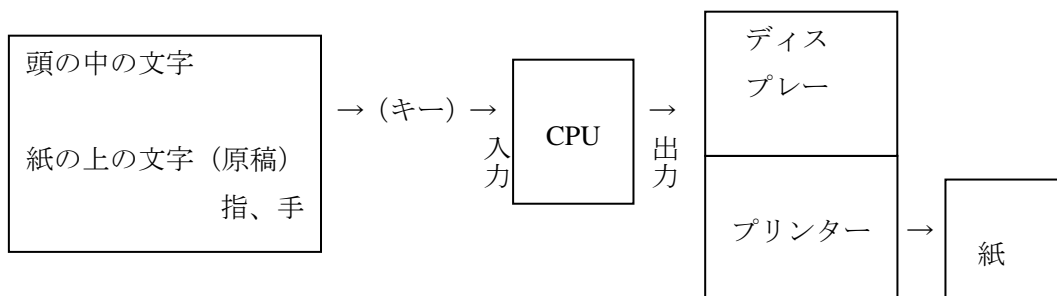 頭の中の文字
紙の上の文字（原稿）
指、手
→（キー）→
入力
CPU
→
出力
ディス
プレー
プリンター
→
紙